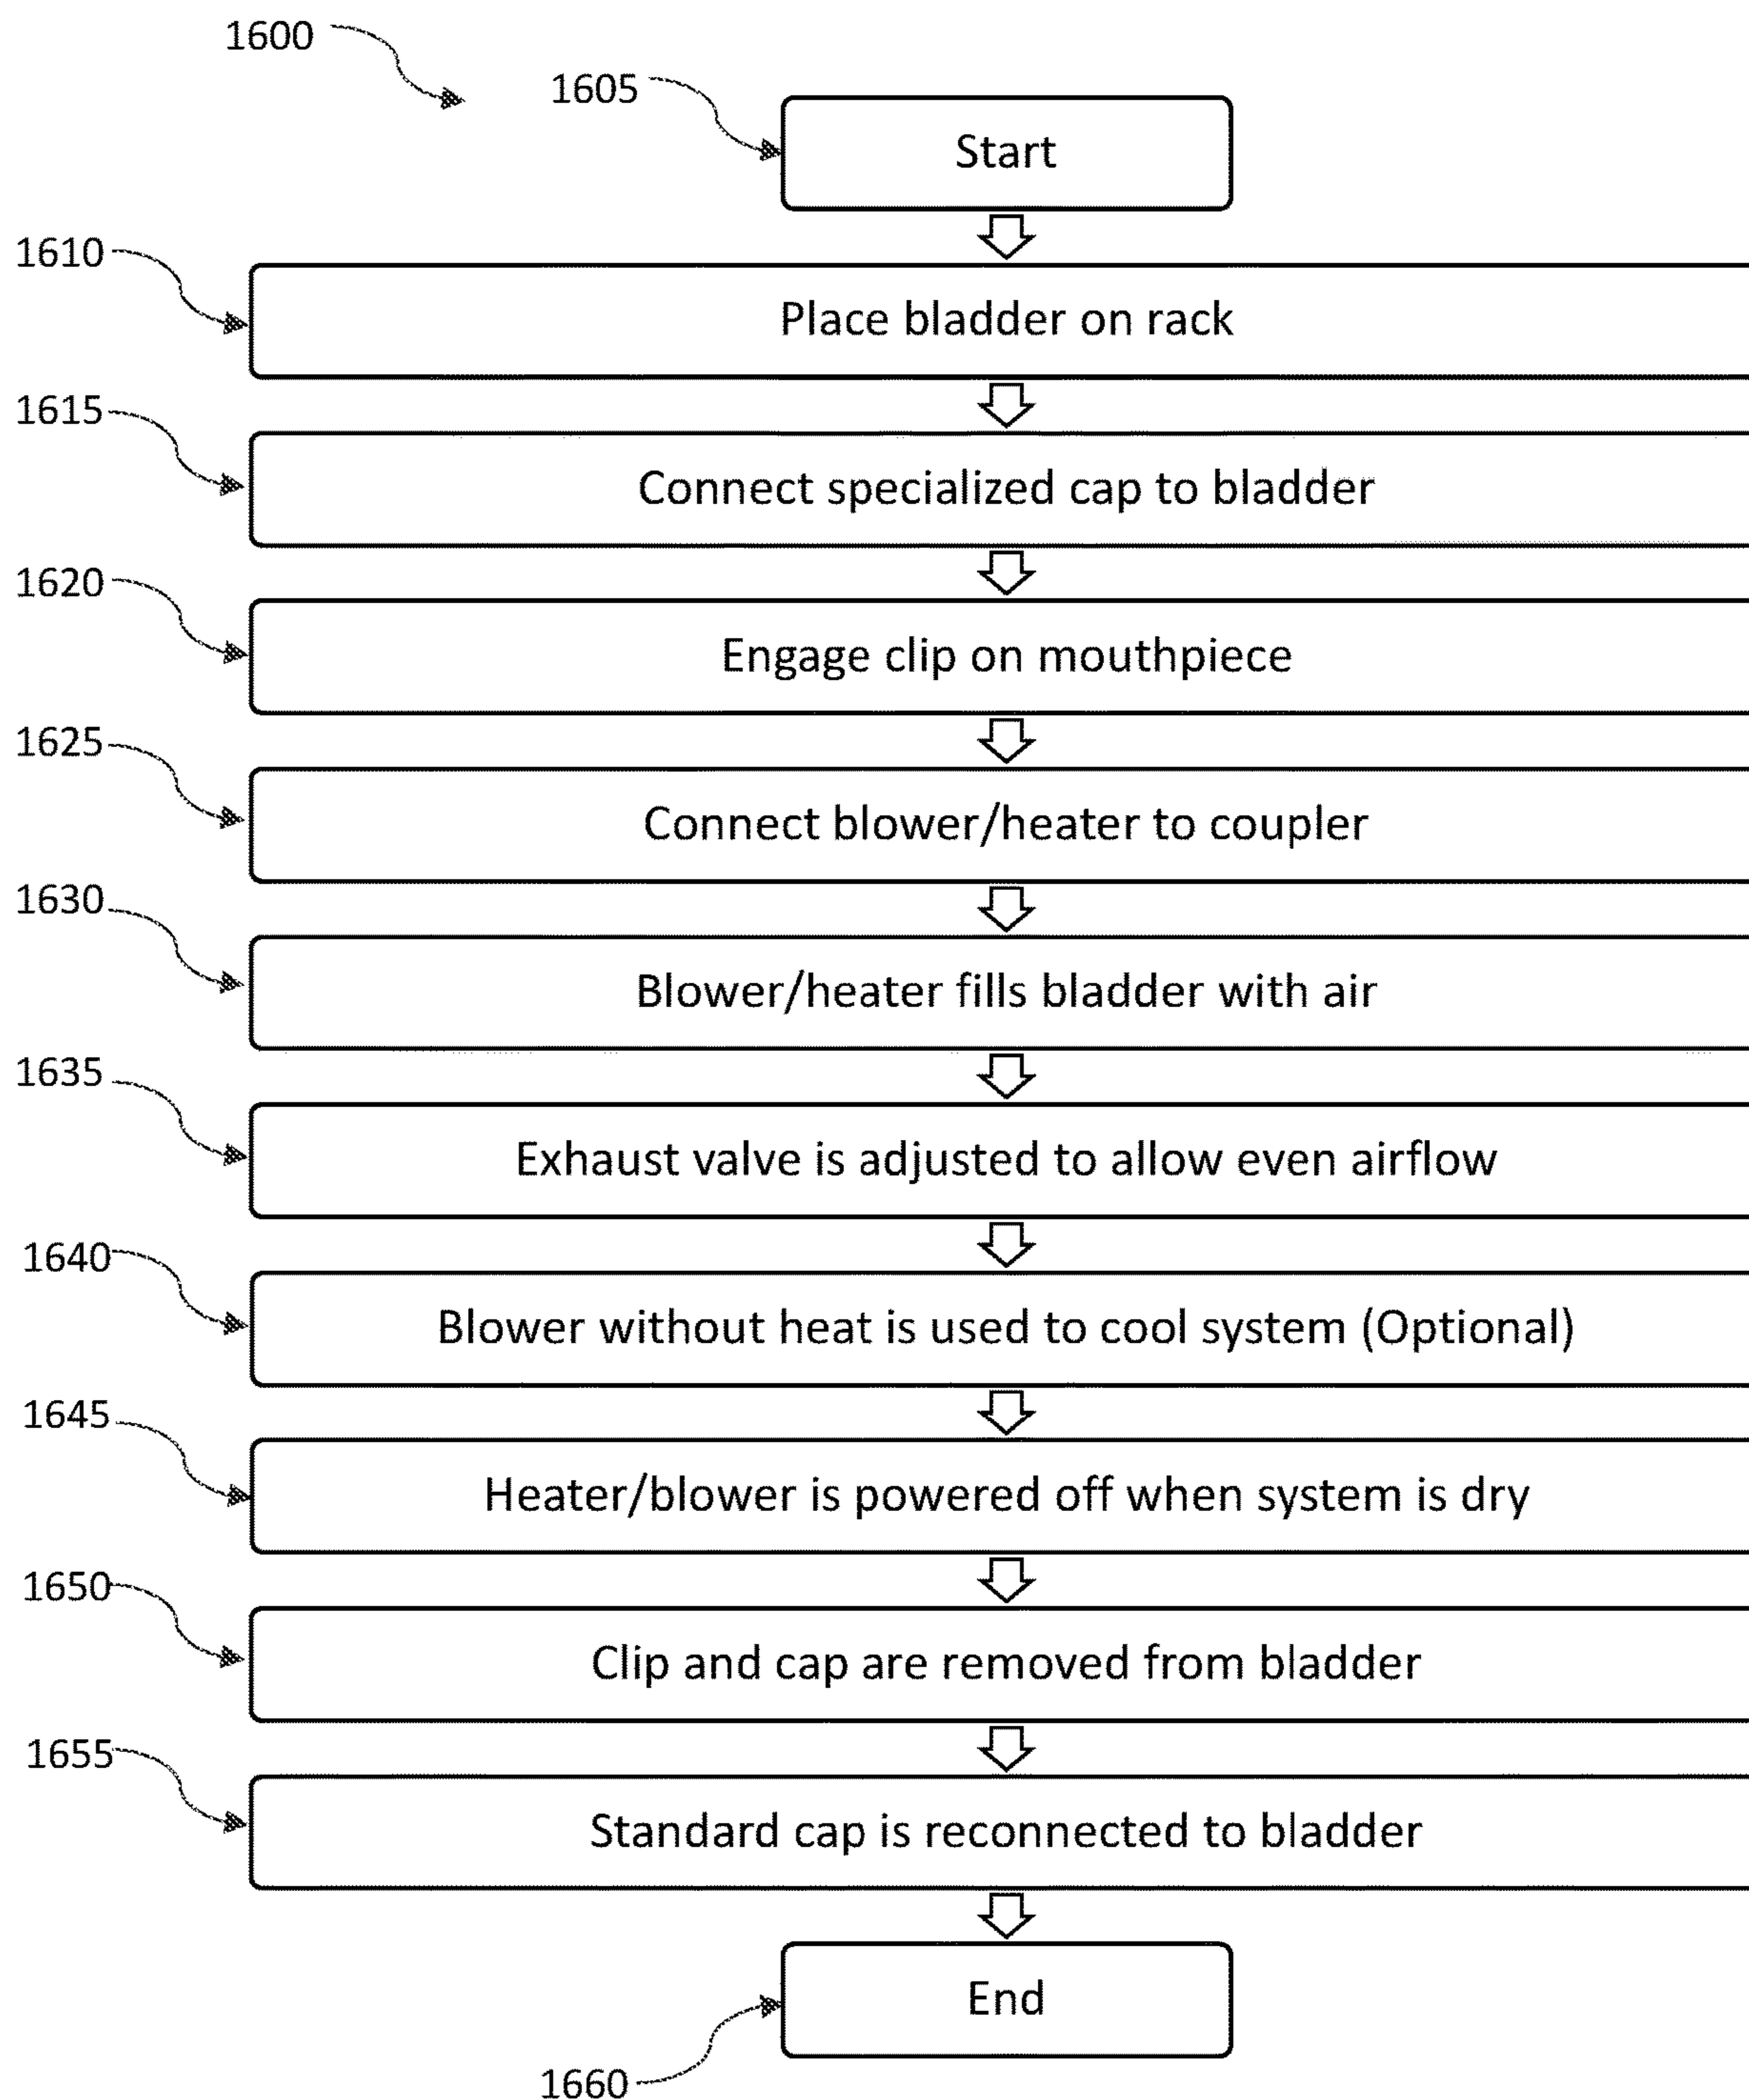 1600
1605
Start
1610
Place bladder on rack
1615
Connect specialized cap to bladder
1620
Engage clip on mouthpiece
1625
Connect blower/heater to coupler
1630
Blower/heater fills bladder with air
1635
Exhaust valve is adjusted to allow even airflow
1640
Blower without heat is used to cool system (Optional)
1645
Heater/blower is powered off when system is dry
1650
Clip and cap are removed from bladder
1655
Standard cap is reconnected to bladder
End
1660